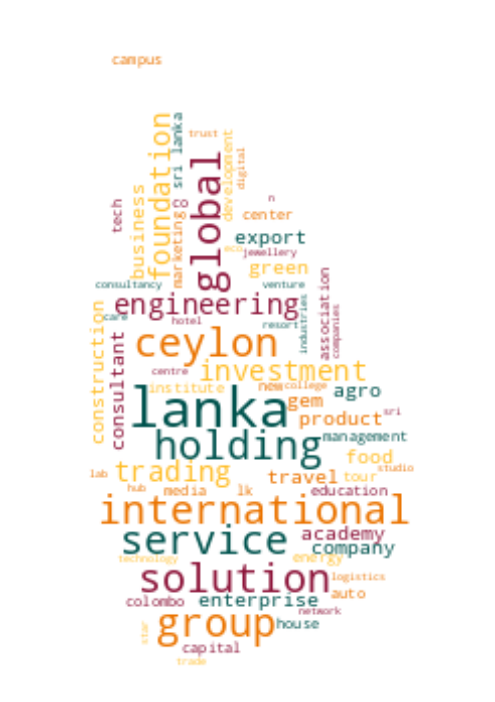 campus
foundation
sri lanka
trust
development
digital
global
business
tech
marketing
co
n
center
export
eco
jewellery
green
consultancy
venture
association
industries
companies
engineering
care
hotel
resort
construction
consultant
ceylon
centre
investment
institute
new
college
agro
gem
lanka
product
sri
holding
management
food
trading
studio
lab
travel
tour
hub
media
lk
education
international
service
academy
company
technology
energy
solution
logistics
auto
colombo
enterprise
network
star
group
house
capital
trade